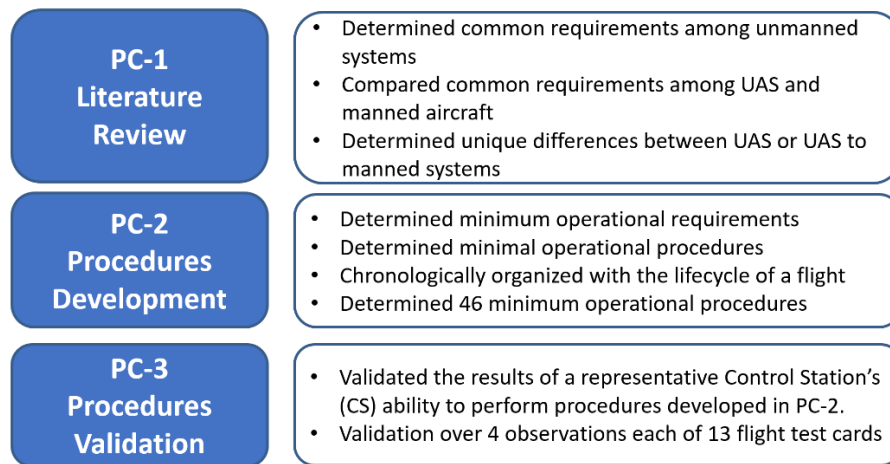 PC-1
Literature
Review
• Determined common requirements among unmanned
systems
• Compared common requirements among UAS and
manned aircraft
• Determined unique differences between UAS or UAS to
manned systems
PC-2
Procedures
Development
• Determined minimum operational requirements
• Determined minimal operational procedures
• Chronologically organized with the lifecycle of a flight
• Determined 46 minimum operational procedures
PC-3
Procedures
Validation
• Validated the results of a representative Control Station’s
(CS) ability to perform procedures developed in PC-2.
• Validation over 4 observations each of 13 flight test cards